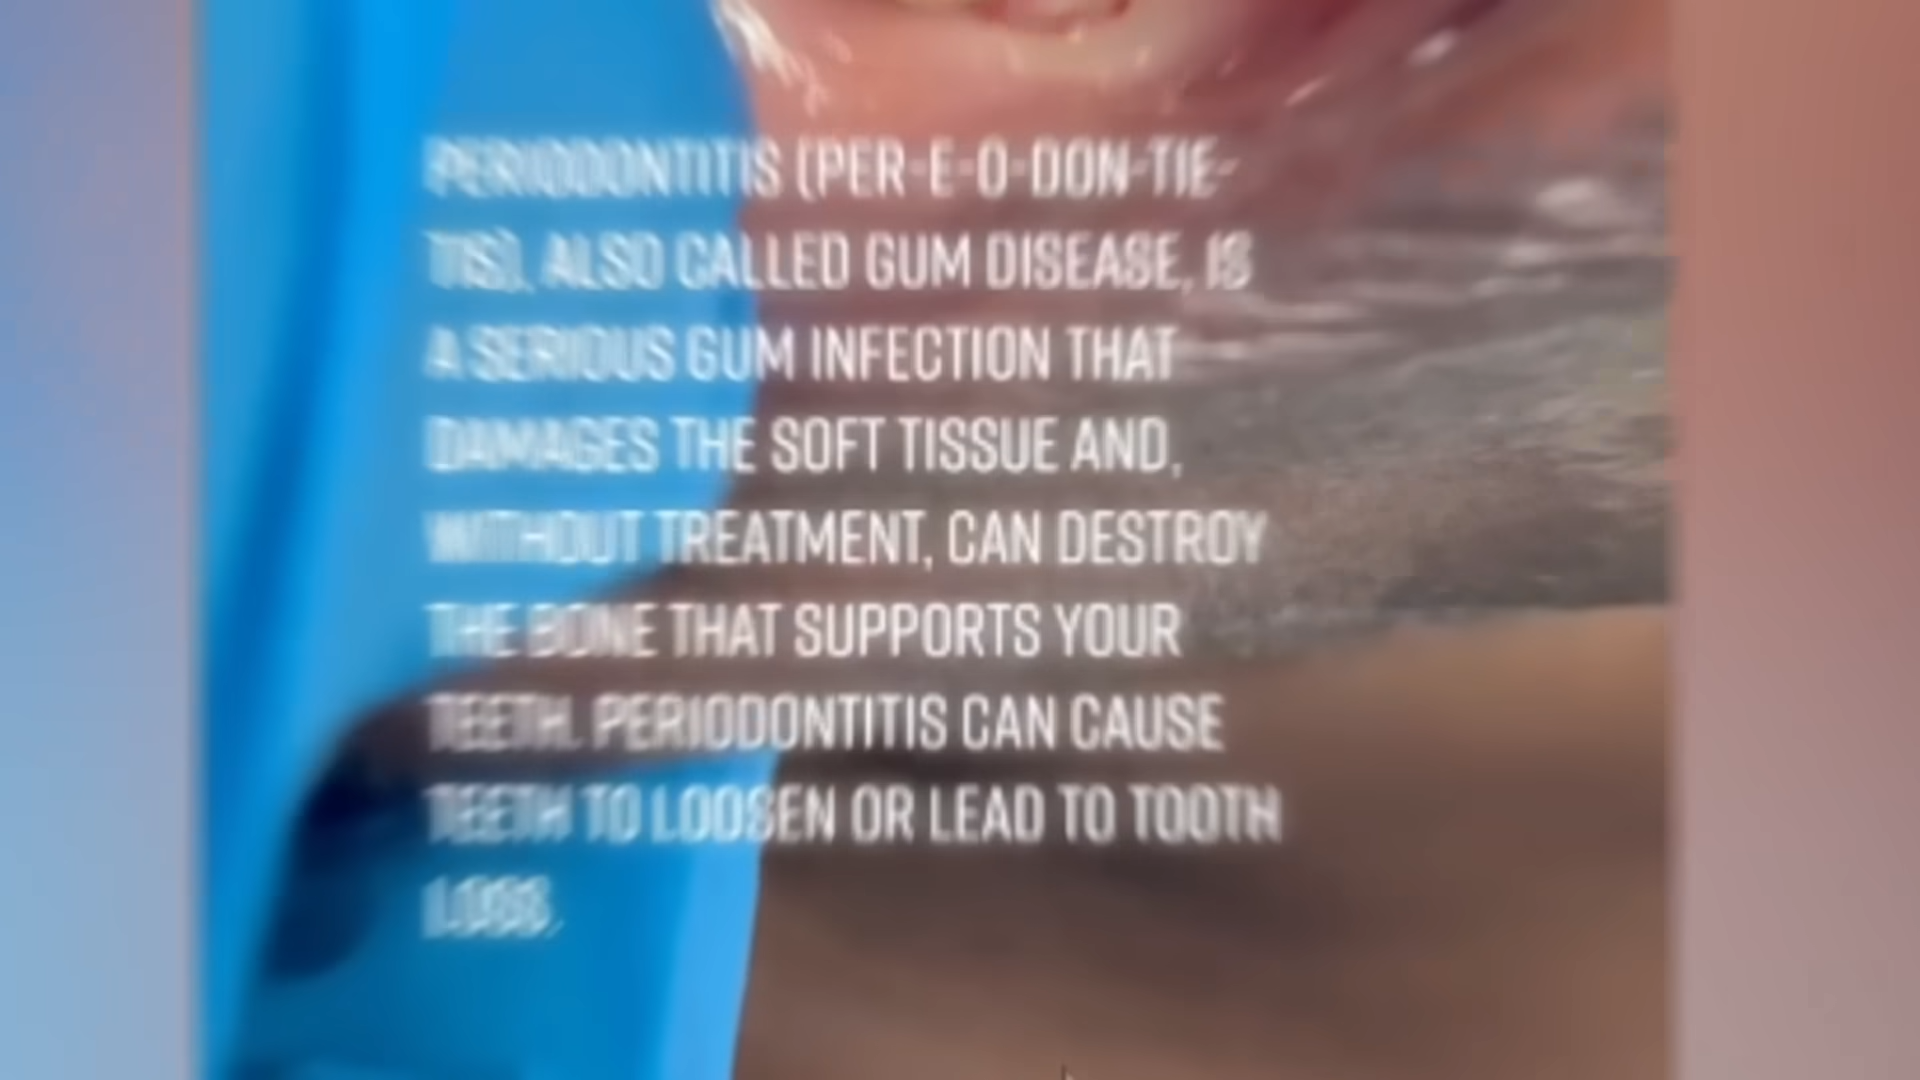 PERIODONTITIS (PER-E-O-DON-TIE-
TIS), ALSO CALLED GUM DISEASE, IS
A SERIOUS GUM INFECTION THAT
DAMAGES THE SOFT TISSUE AND,
WITHOUT TREATMENT, CAN DESTROY
THE BONE THAT SUPPORTS YOUR
TEETH. PERIODONTITIS CAN CAUSE
TEETH TO LOOSEN OR LEAD TO TOOTH
LOSS.